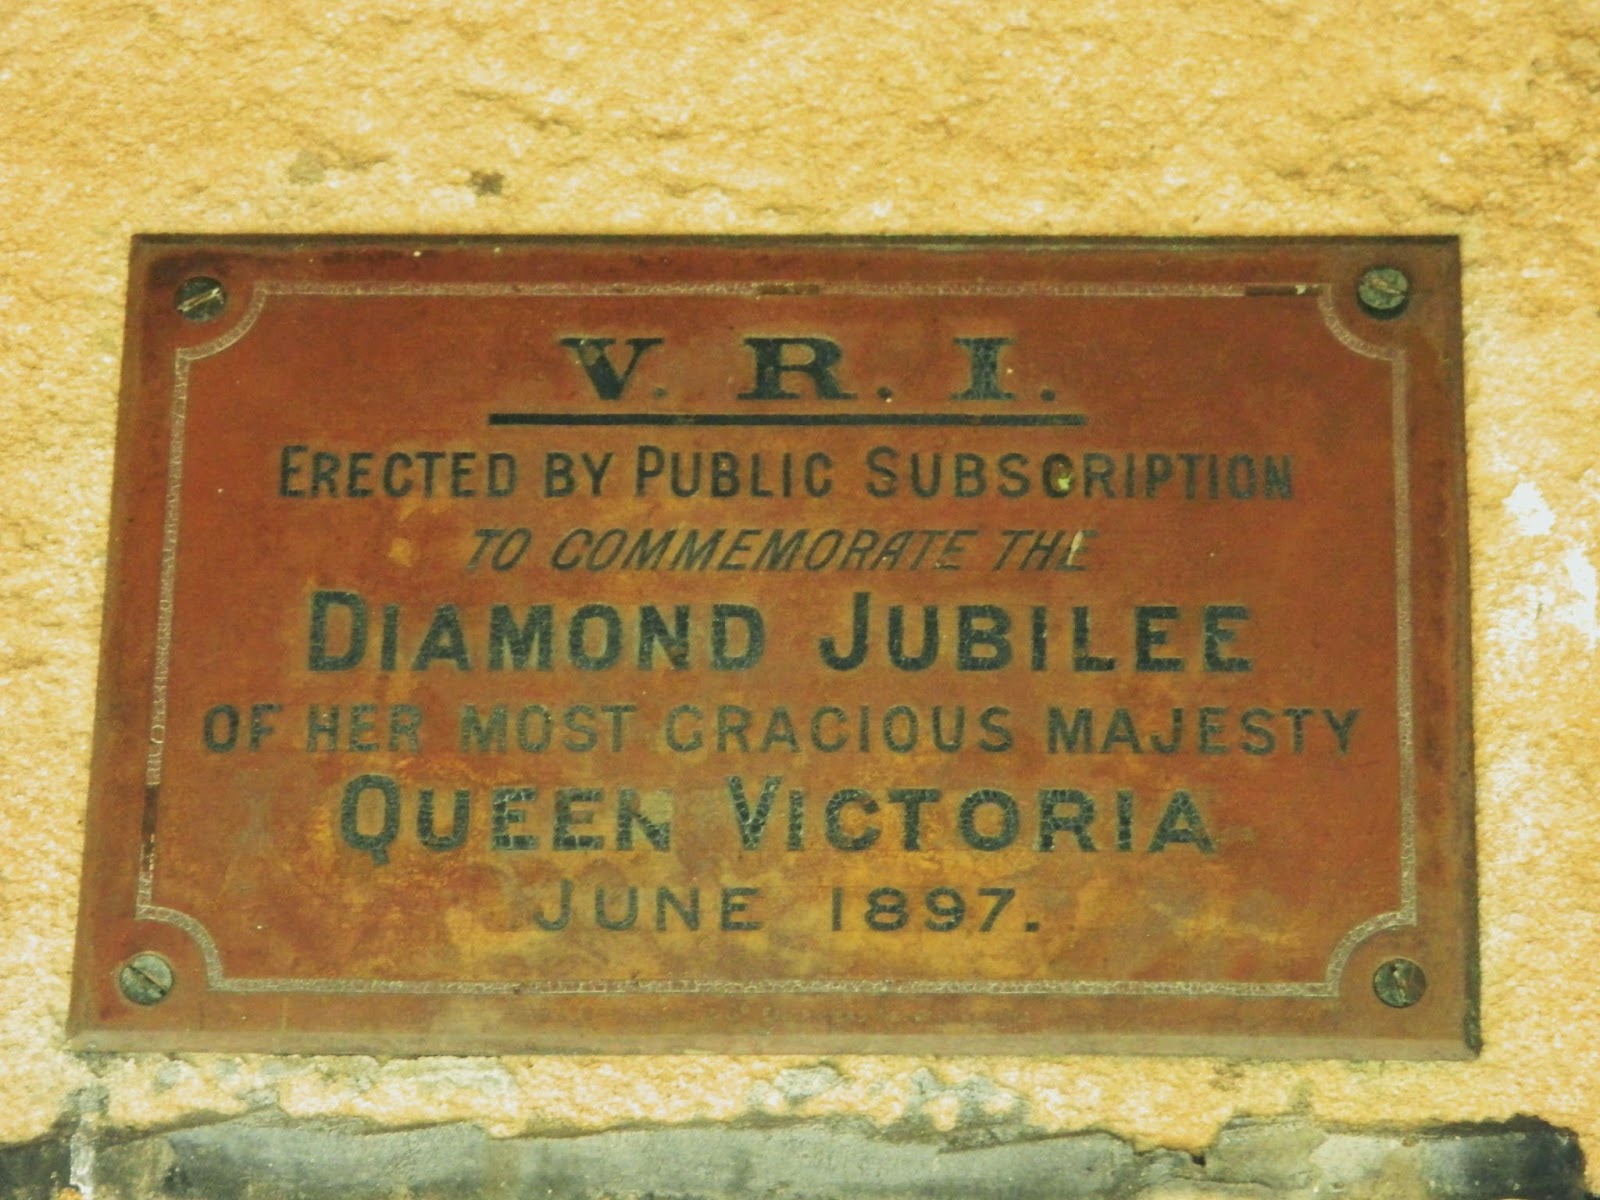 V. R. I.
ERECTED BY PUBLIC SUBSCRIPTION
TO COMMEMORATE THE
DIAMOND JUBILEE
OF HER MOST GRACIOUS MAJESTY
QUEEN VICTORIA
JUNE 1897.